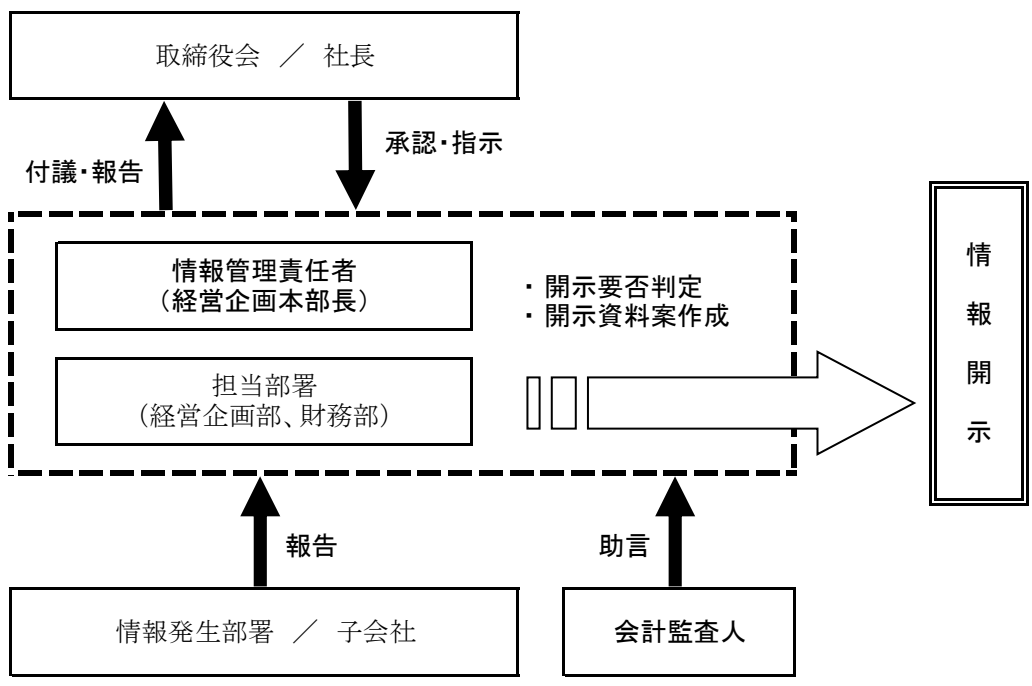 取締役会 ／ 社長
付議・報告
承認・指示
情報管理責任者
（経営企画本部長）
・開示要否判定
・開示資料案作成
担当部署
（経営企画部、財務部）
情報開示
報告
助言
情報発生部署 ／ 子会社
会計監査人